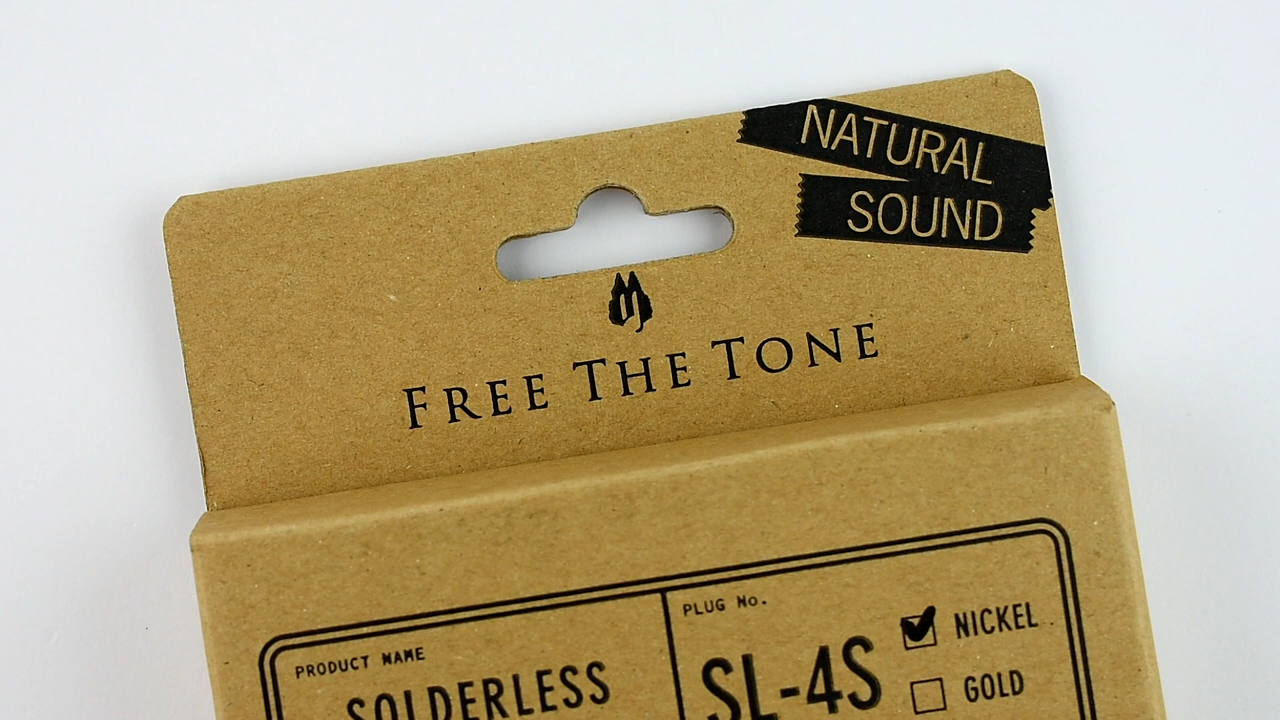 NATURAL
SOUND
FREE THE TONE
PRODUCT NAME
SOLDERLESS
PLUG No.
SL-4S
NICKEL
GOLD